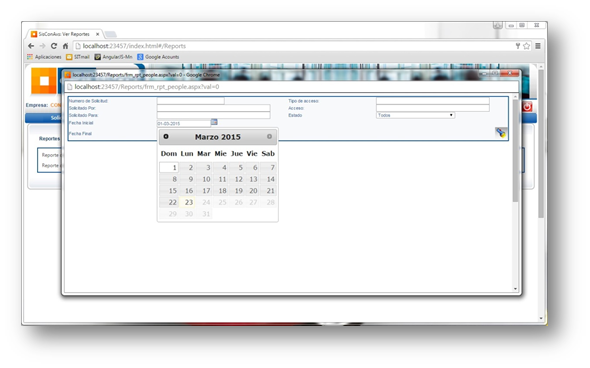 SisConAvis: Ver Reportes
localhost:23457/index.html#/Reports
Aplicaciones SITnet AngularJS-Mn Google Accounts
localhost:23457/Reports/frm_rpt_people.aspx?val=0 - Google Chrome
localhost:23457/Reports/frm_rpt_people.aspx?val=0
Empresa:
Reportes
Reporte
Reporte
Numero de Solicitud: Tipo de acceso:
Solicitado Por: Acceso:
Solicitado Para: Estado Todos
Fecha Inicial: 01-03-2015
Fecha Final:
Marzo 2015
Dom Lun Mar Mie Jue Vie Sab
1 2 3 4 5 6 7
8 9 10 11 12 13 14
15 16 17 18 19 20 21
22 23 24 25 26 27 28
29 30 31